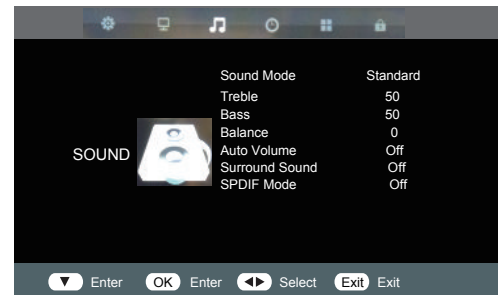 Sound Mode Standard
Treble 50
Bass 50
Balance 0
SOUND
Auto Volume Off
Surround Sound Off
SPDIF Mode Off
▼ Enter OK Enter ◀▶ Select Exit Exit